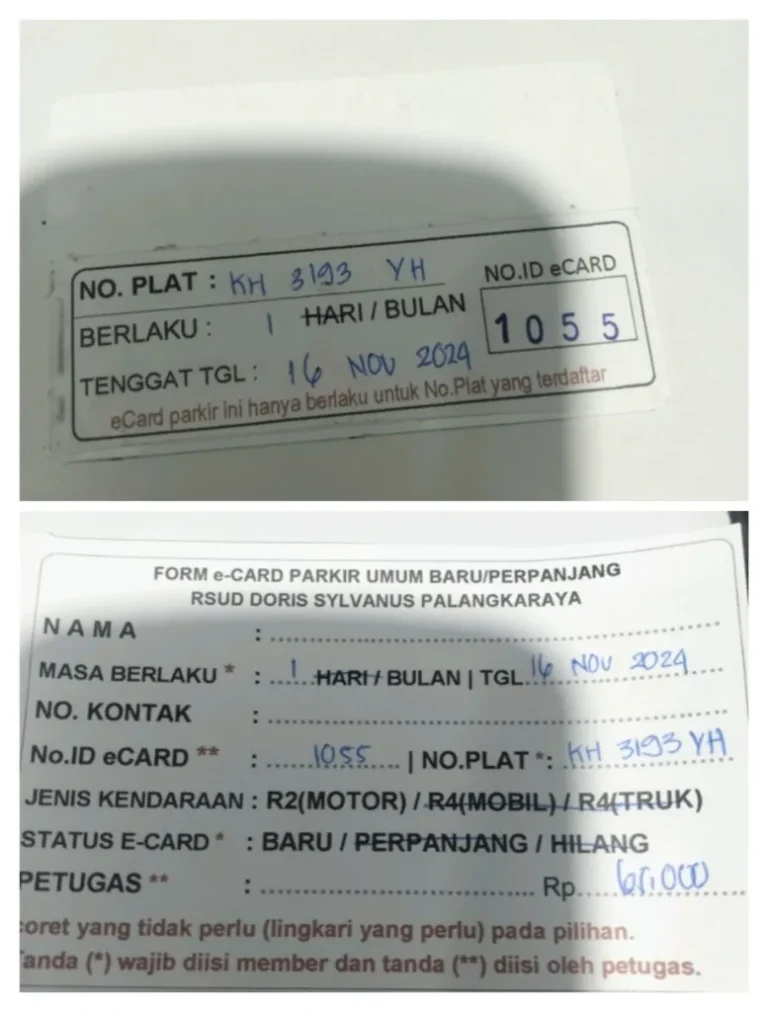 NO. PLAT : KH 3193 YH
NO.ID eCARD
BERLAKU : 1 HARI / BULAN
1055
TENGGAT TGL : 16 NOV 2024
eCard parkir ini hanya berlaku untuk No.Plat yang terdaftar
FORM e-CARD PARKIR UMUM BARU/PERPANJANG
RSUD DORIS SYLVANUS PALANGKARAYA
NAMA :
MASA BERLAKU * : 1 HARI / BULAN | TGL 16 NOV 2024
NO. KONTAK :
No.ID eCARD ** : 1055 | NO.PLAT *: KH 3193 YH
JENIS KENDARAAN : R2(MOTOR) / R4(MOBIL) / R4(TRUK)
STATUS E-CARD * : BARU / PERPANJANG / HILANG
PETUGAS ** : Rp.
coret yang tidak perlu (lingkari yang perlu) pada pilihan.
Tanda (*) wajib diisi member dan tanda (**) diisi oleh petugas.